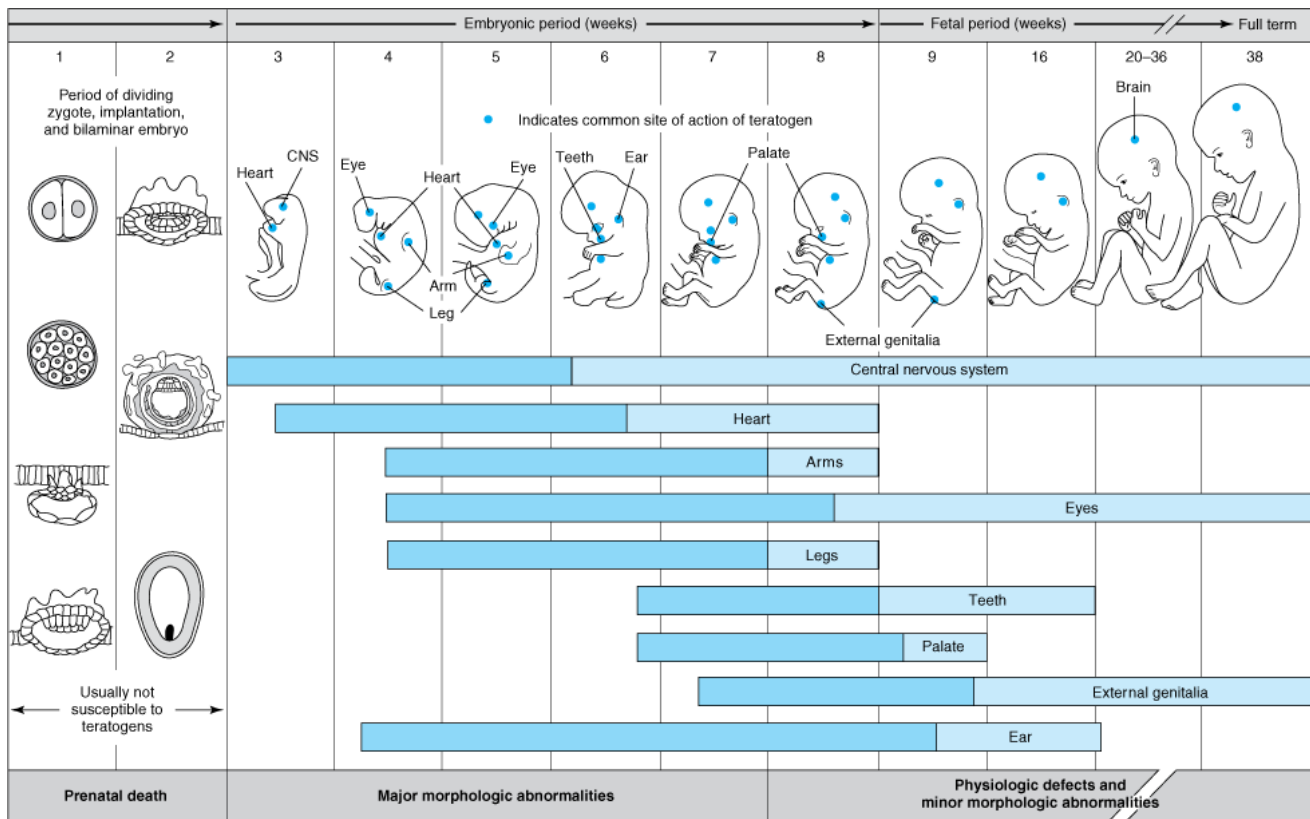 Embryonic period (weeks)
Fetal period (weeks)
Full term
1
2
3
4
5
6
7
8
9
16
20–36
38
Period of dividing
zygote, implantation,
and bilaminar embryo
Indicates common site of action of teratogen
Brain
CNS
Heart
Eye
Heart
Eye
Teeth
Ear
Palate
Arm
Leg
External genitalia
Central nervous system
Heart
Arms
Eyes
Legs
Teeth
Palate
External genitalia
Ear
Usually not
susceptible to
teratogens
Prenatal death
Major morphologic abnormalities
Physiologic defects and
minor morphologic abnormalities